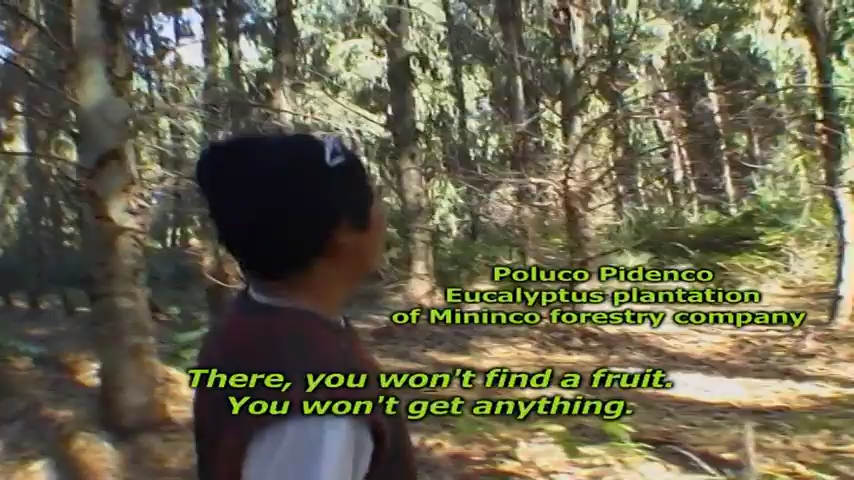 Poluco Pidenco
Eucalyptus plantation
of Mininco forestry company
There, you won't find a fruit.
You won't get anything.